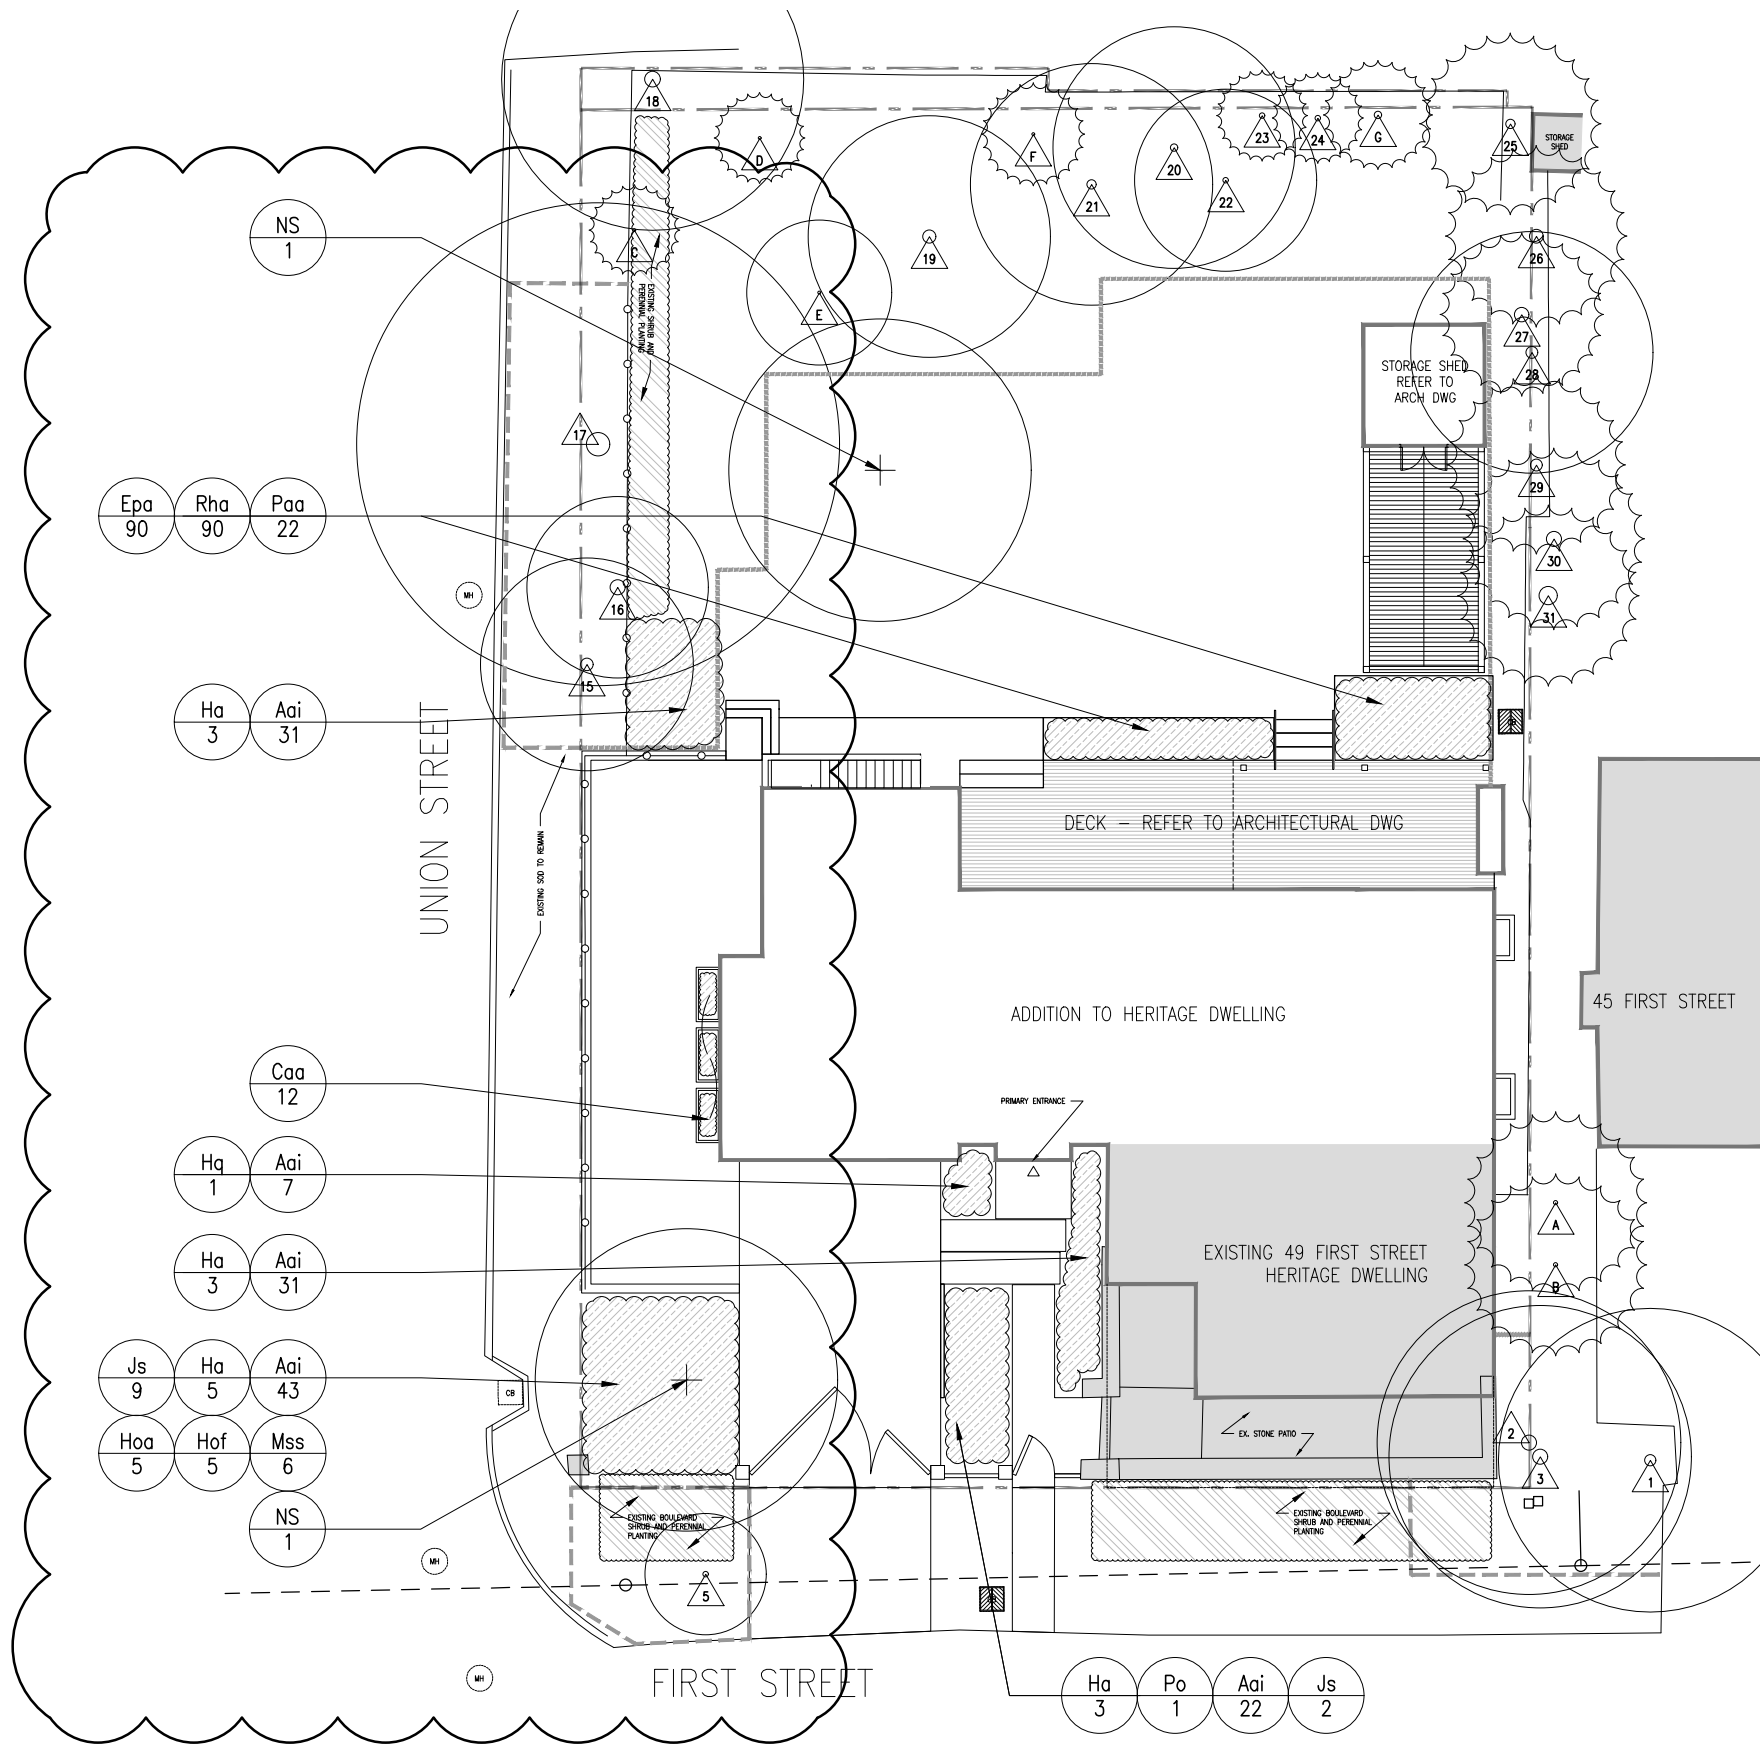 18
D
F
20
21
22
23
24
G
25
STORAGE
SHED
NS
1
C
19
26
EXISTING SHRUB AND
PERENNIAL PLANTING
E
27
28
STORAGE SHED
REFER TO
ARCH DWG
17
29
Epa
90
Rha
90
Paa
22
30
MH
16
31
15
Ha
3
Aai
31
UNION STREET
EXISTING SOD TO REMAIN
DECK – REFER TO ARCHITECTURAL DWG
45 FIRST STREET
ADDITION TO HERITAGE DWELLING
Caa
12
PRIMARY ENTRANCE
Hq
1
Aai
7
A
EXISTING 49 FIRST STREET
HERITAGE DWELLING
B
Ha
3
Aai
31
Js
9
Ha
5
Aai
43
CB
Hoa
5
Hof
5
Mss
6
EX. STONE PATIO
2
3
1
NS
1
EXISTING BOULEVARD
SHRUB AND PERENNIAL
PLANTING
EXISTING BOULEVARD
SHRUB AND PERENNIAL
PLANTING
MH
5
MH
FIRST STREET
Ha
3
Po
1
Aai
22
Js
2